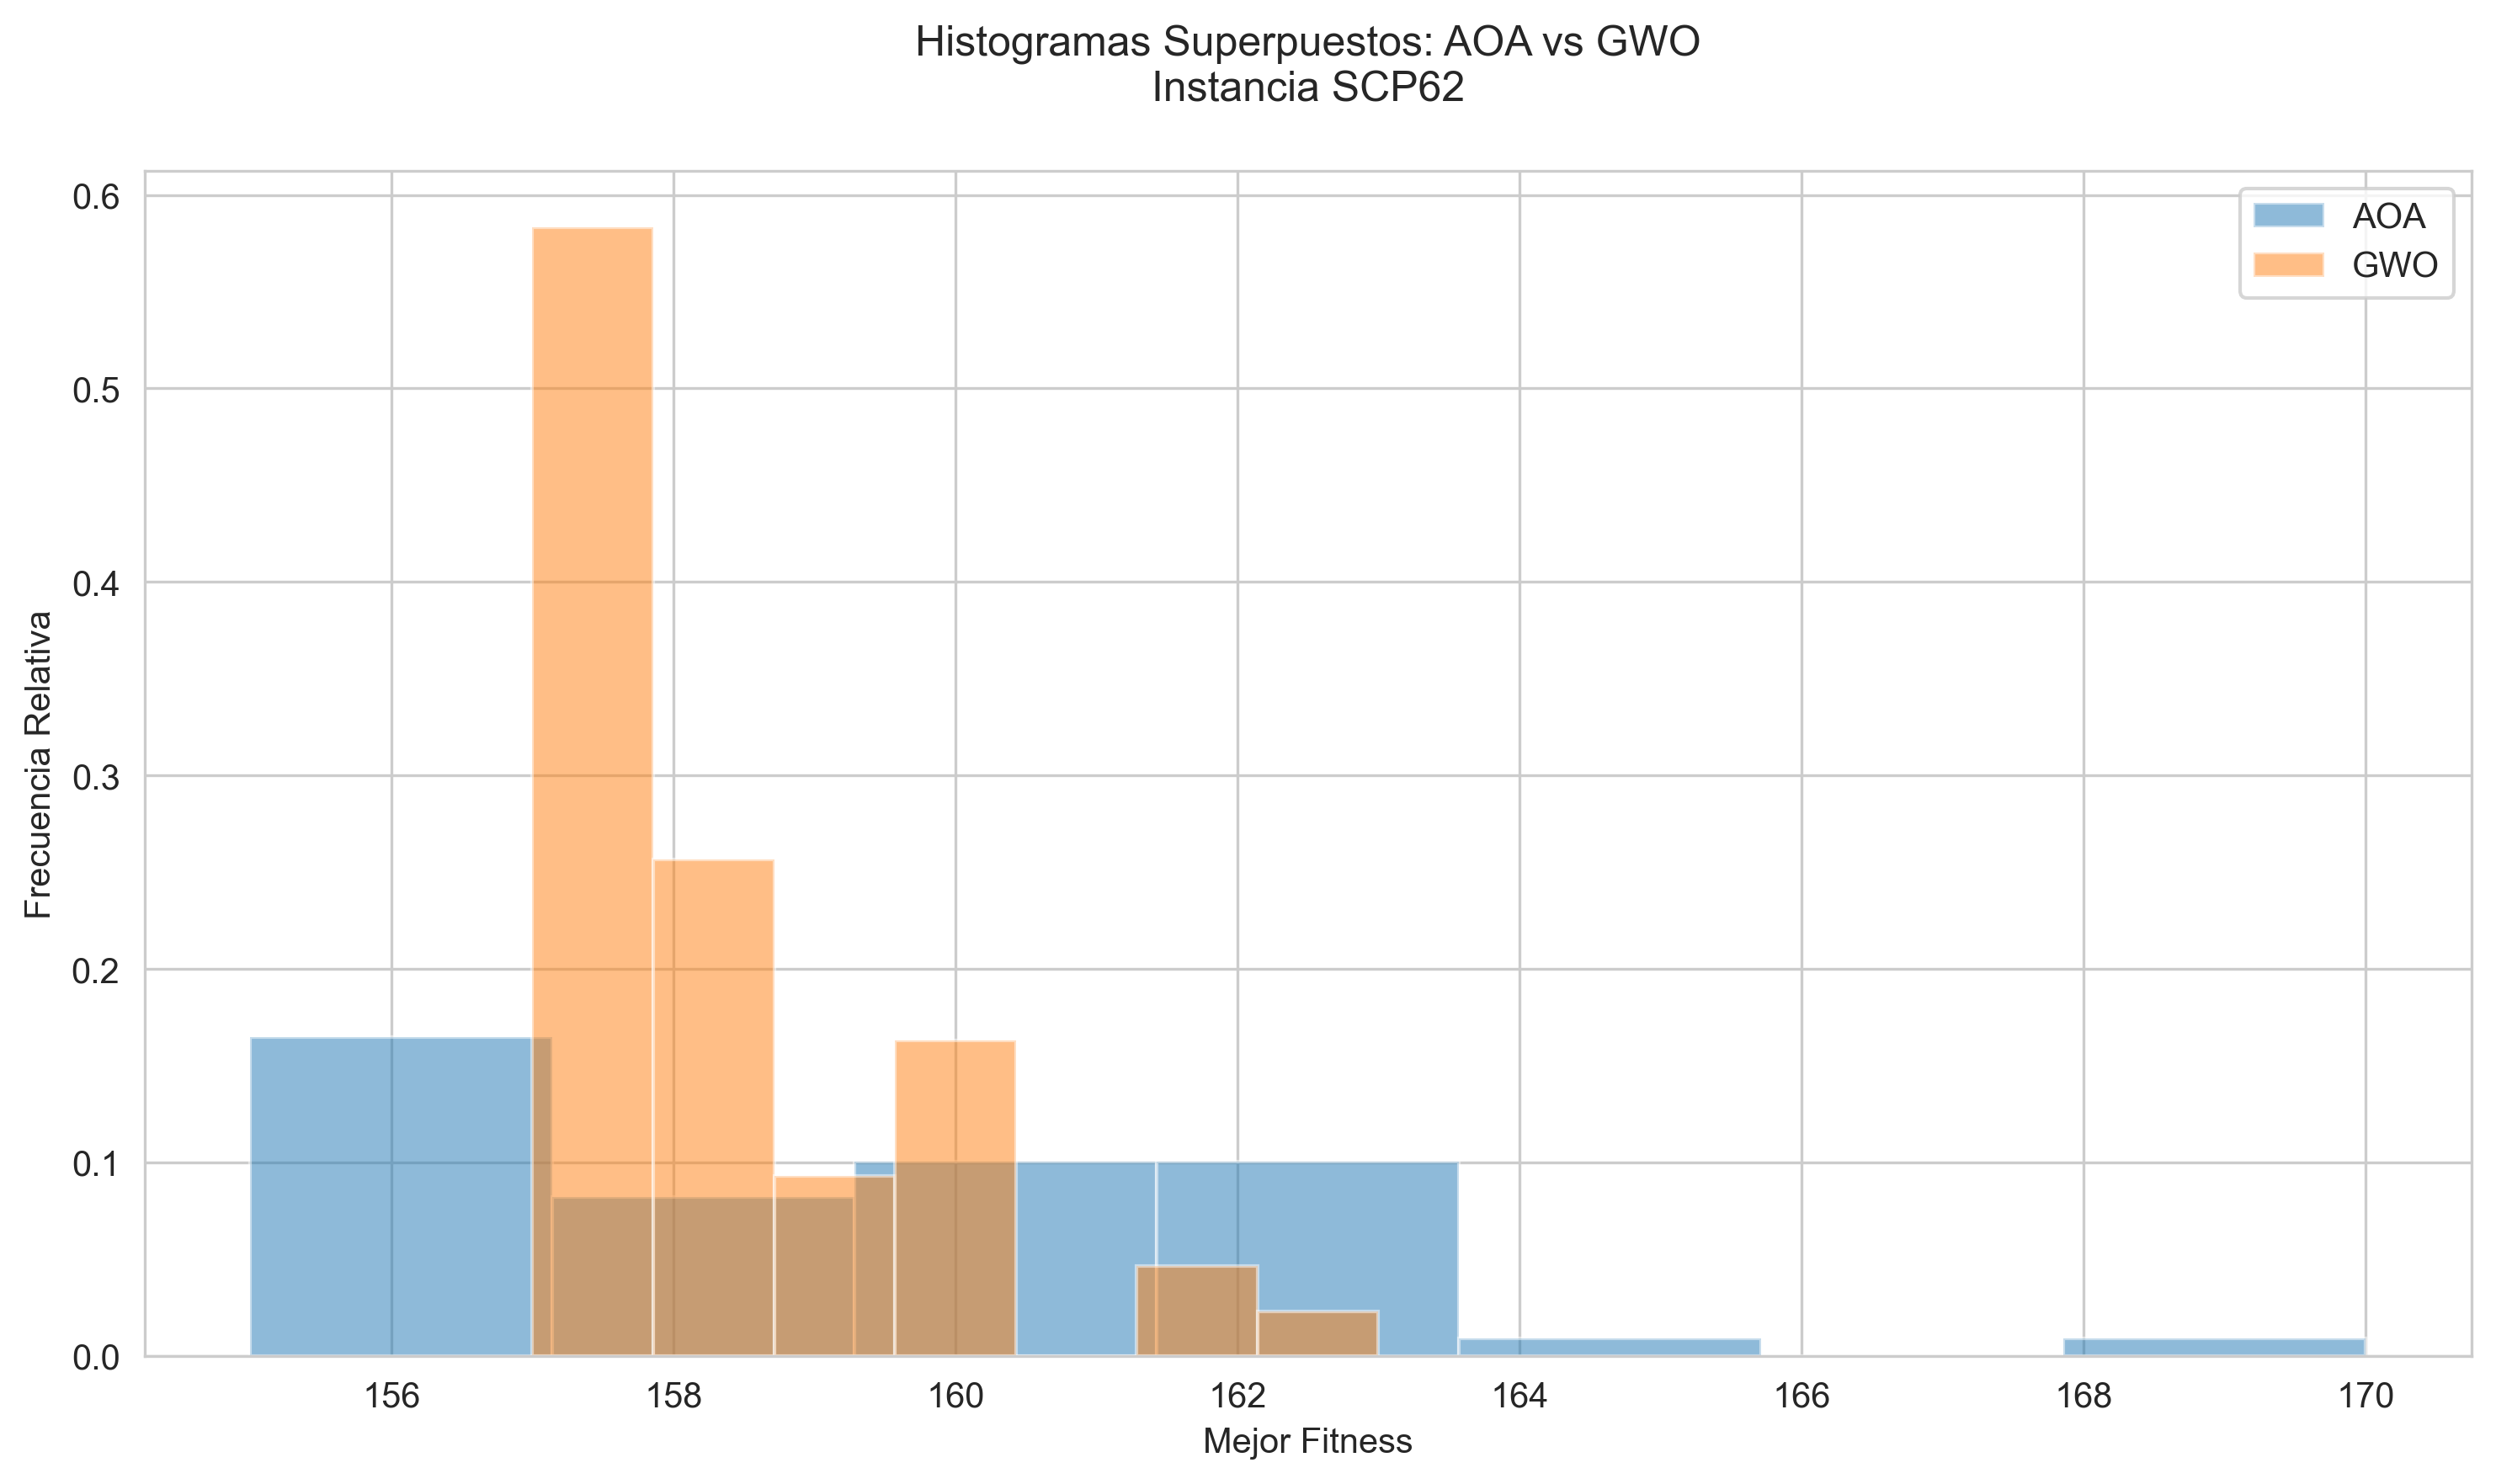 Histogramas Superpuestos: AOA vs GWO
Instancia SCP62
AOA
GWO
Frecuencia Relativa
0.6
0.5
0.4
0.3
0.2
0.1
0.0
156 158 160 162 164 166 168 170
Mejor Fitness